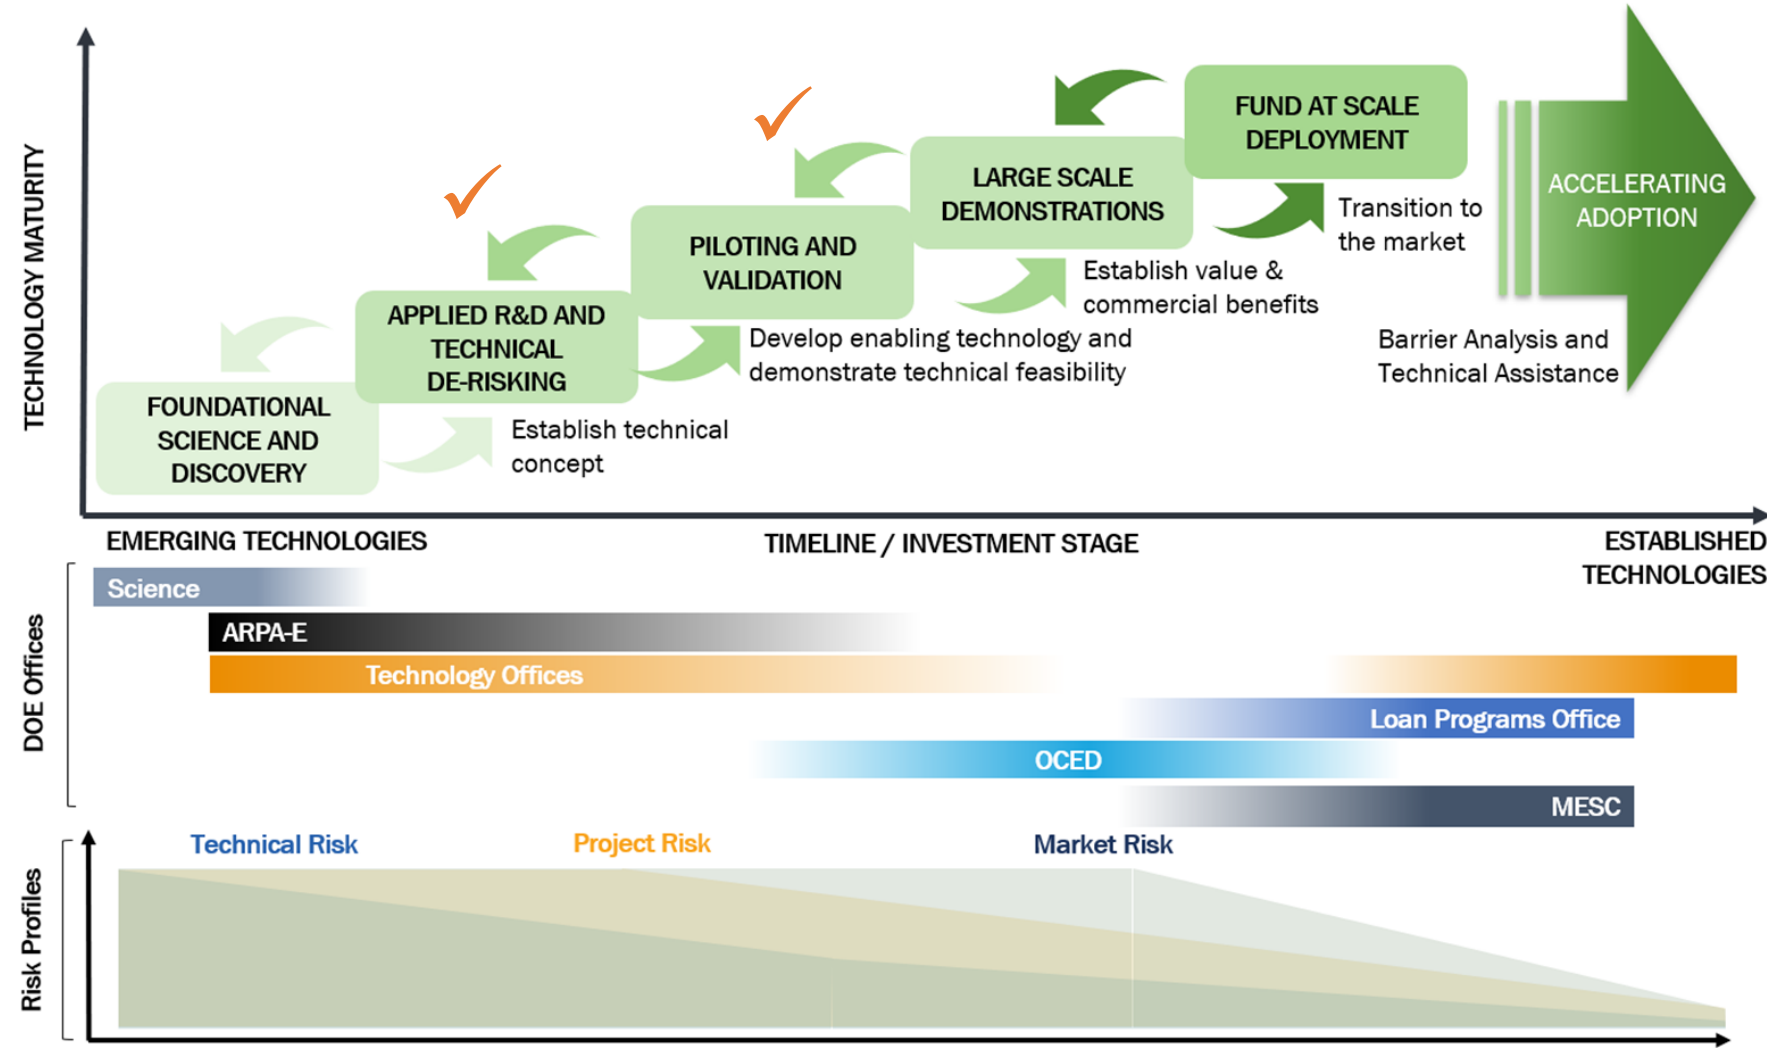 TECHNOLOGY MATURITY
FUND AT SCALE
DEPLOYMENT
LARGE SCALE
DEMONSTRATIONS
PILOTING AND
VALIDATION
APPLIED R&D AND
TECHNICAL
DE-RISKING
FOUNDATIONAL
SCIENCE AND
DISCOVERY
ACCELERATING
ADOPTION
Transition to
the market
Establish value &
commercial benefits
Develop enabling technology and
demonstrate technical feasibility
Establish technical
concept
Barrier Analysis and
Technical Assistance
EMERGING TECHNOLOGIES
TIMELINE / INVESTMENT STAGE
ESTABLISHED
TECHNOLOGIES
DOE Offices
Science
ARPA-E
Technology Offices
Loan Programs Office
OCED
MESC
Risk Profiles
Technical Risk
Project Risk
Market Risk